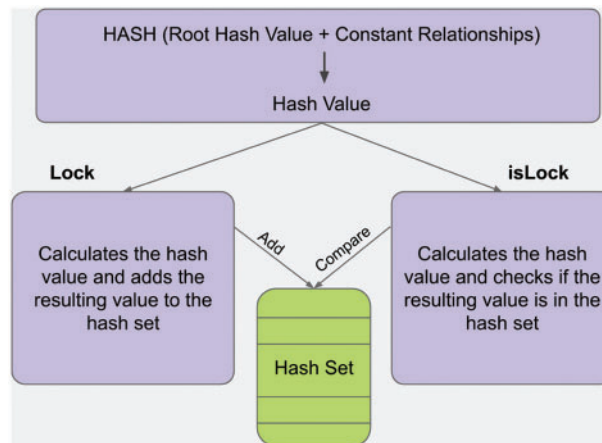 HASH (Root Hash Value + Constant Relationships)
Hash Value
Lock
isLock
Calculates the hash
value and adds the
resulting value to the
hash set
Add
Compare
Calculates the hash
value and checks if the
resulting value is in the
hash set
Hash Set